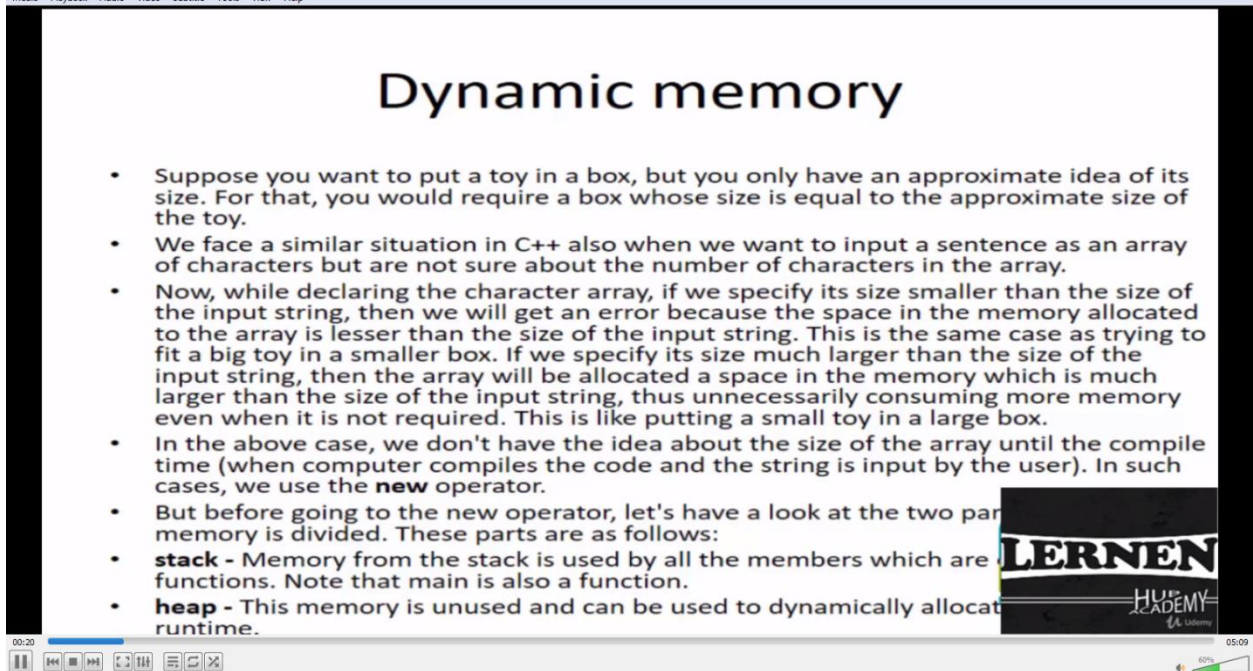 Dynamic memory
• Suppose you want to put a toy in a box, but you only have an approximate idea of its
size. For that, you would require a box whose size is equal to the approximate size of
the toy.
• We face a similar situation in C++ also when we want to input a sentence as an array
of characters but are not sure about the number of characters in the array.
• Now, while declaring the character array, if we specify its size smaller than the size of
the input string, then we will get an error because the space in the memory allocated
to the array is lesser than the size of the input string. This is the same case as trying to
fit a big toy in a smaller box. If we specify its size much larger than the size of the
input string, then the array will be allocated a space in the memory which is much
larger than the size of the input string, thus unnecessarily consuming more memory
even when it is not required. This is like putting a small toy in a large box.
• In the above case, we don't have the idea about the size of the array until the compile
time (when computer compiles the code and the string is input by the user). In such
cases, we use the new operator.
• But before going to the new operator, let's have a look at the two par
memory is divided. These parts are as follows:
• stack - Memory from the stack is used by all the members which are
functions. Note that main is also a function.
• heap - This memory is unused and can be used to dynamically allocat
runtime.
LERNEN
HUB
ACADEMY
Udemy
00:20
05:09
60%